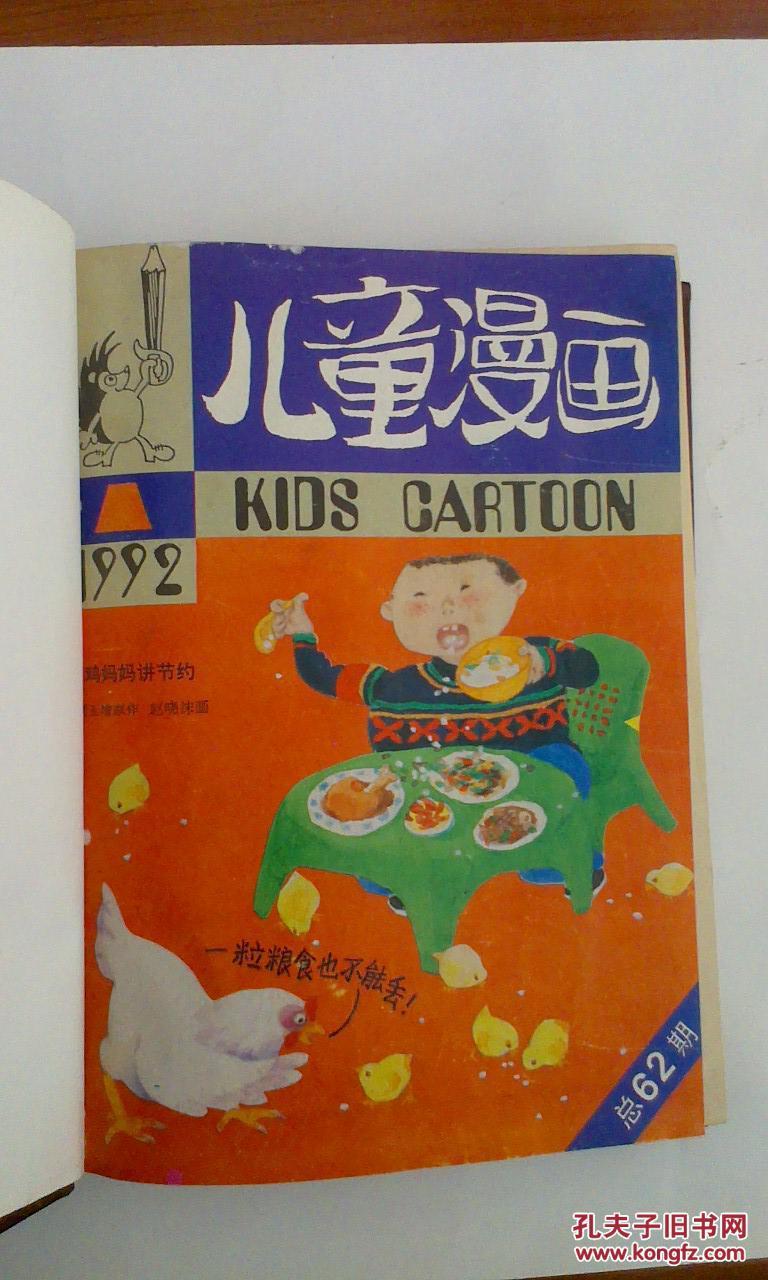 儿童漫画
KIDS CARTOON
1992
鸡妈妈讲节约
赵晓沫画
一粒粮食也不能丢!
总62期
孔夫子旧书网
www.kongfz.com